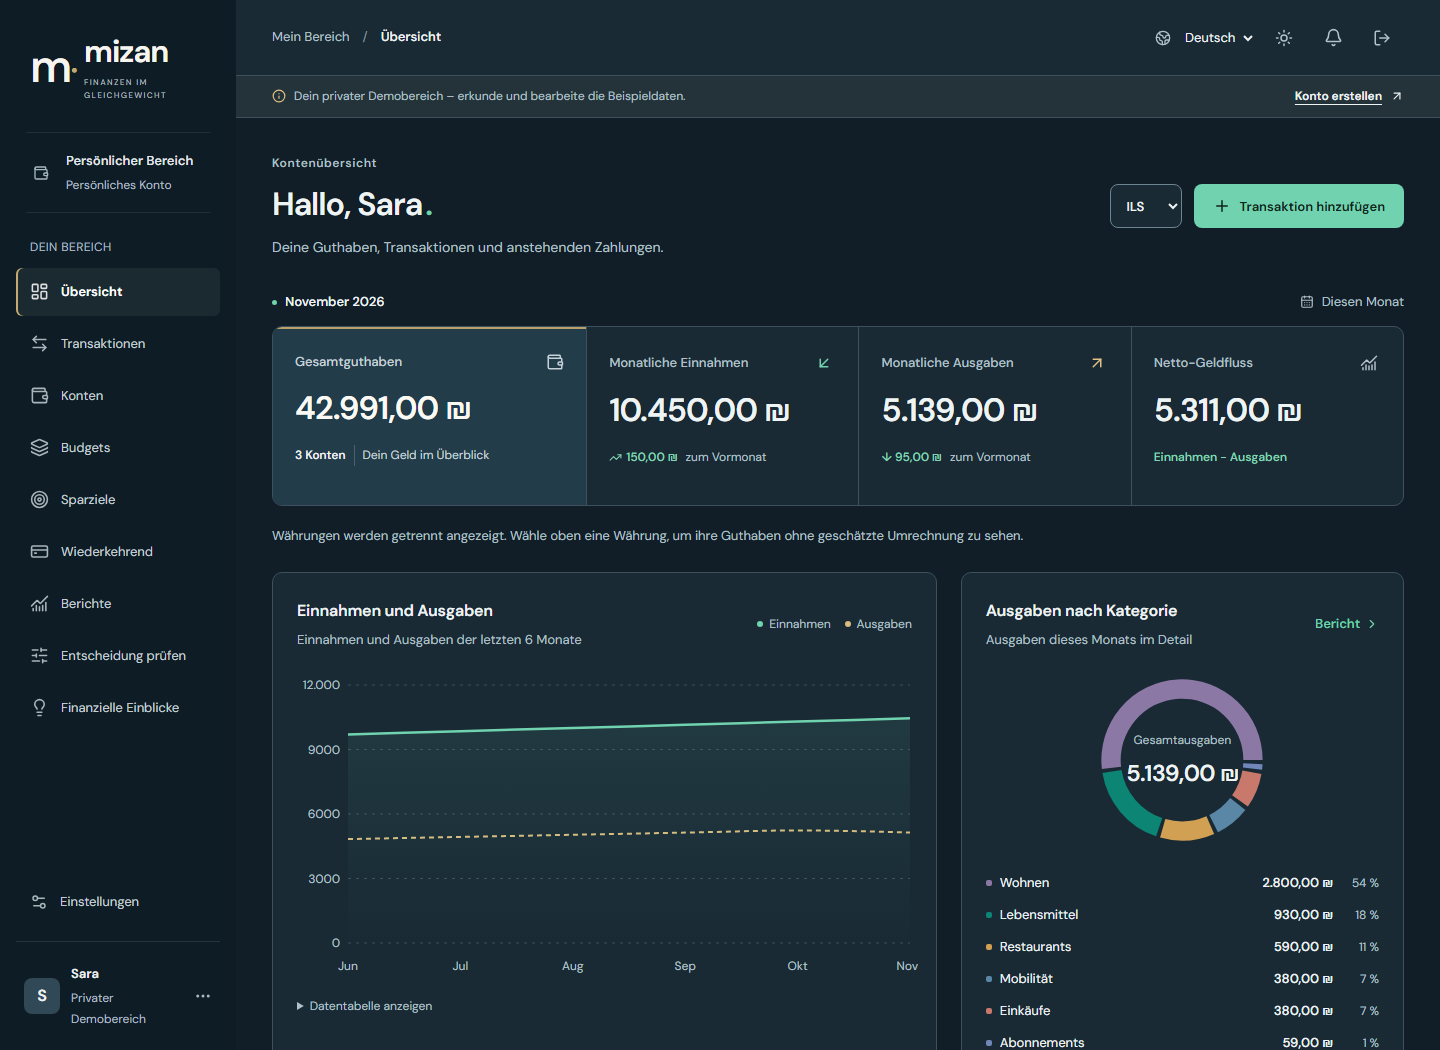 m.
mizan
FINANZEN IM
GLEICHGEWICHT
Persönlicher Bereich
Persönliches Konto
DEIN BEREICH
Übersicht
Transaktionen
Konten
Budgets
Sparziele
Wiederkehrend
Berichte
Entscheidung prüfen
Finanzielle Einblicke
Einstellungen
S
Sara
Privater
Demobereich
Mein Bereich / Übersicht
Deutsch
Dein privater Demobereich – erkunde und bearbeite die Beispieldaten.
Konto erstellen
Kontenübersicht
Hallo, Sara.
Deine Guthaben, Transaktionen und anstehenden Zahlungen.
ILS
Transaktion hinzufügen
November 2026
Diesen Monat
Gesamtguthaben
42.991,00 ₪
3 Konten Dein Geld im Überblick
Monatliche Einnahmen
10.450,00 ₪
150,00 ₪ zum Vormonat
Monatliche Ausgaben
5.139,00 ₪
95,00 ₪ zum Vormonat
Netto-Geldfluss
5.311,00 ₪
Einnahmen − Ausgaben
Währungen werden getrennt angezeigt. Wähle oben eine Währung, um ihre Guthaben ohne geschätzte Umrechnung zu sehen.
Einnahmen und Ausgaben
Einnahmen und Ausgaben der letzten 6 Monate
Einnahmen Ausgaben
12.000
9000
6000
3000
0
Jun Jul Aug Sep Okt Nov
Datentabelle anzeigen
Ausgaben nach Kategorie
Ausgaben dieses Monats im Detail
Bericht
Gesamtausgaben
5.139,00 ₪
Wohnen 2.800,00 ₪ 54 %
Lebensmittel 930,00 ₪ 18 %
Restaurants 590,00 ₪ 11 %
Mobilität 380,00 ₪ 7 %
Einkäufe 380,00 ₪ 7 %
Abonnements 59,00 ₪ 1 %